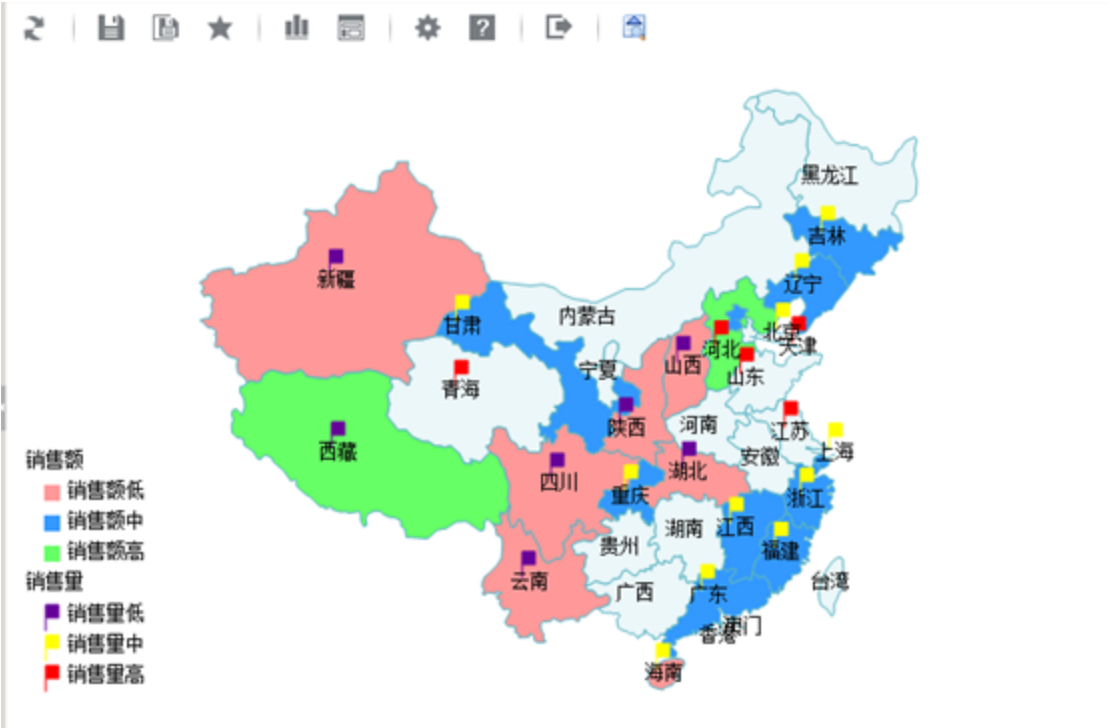 ?
黑龙江
吉林
辽宁
新疆
甘肃
内蒙古
北京
天津
河北
山西
山东
宁夏
青海
陕西
河南
江苏
西藏
安徽
上海
湖北
四川
重庆
浙江
湖南
江西
贵州
福建
云南
广西
广东
台湾
香港
澳门
海南
销售额
销售额低
销售额中
销售额高
销售量
销售量低
销售量中
销售量高